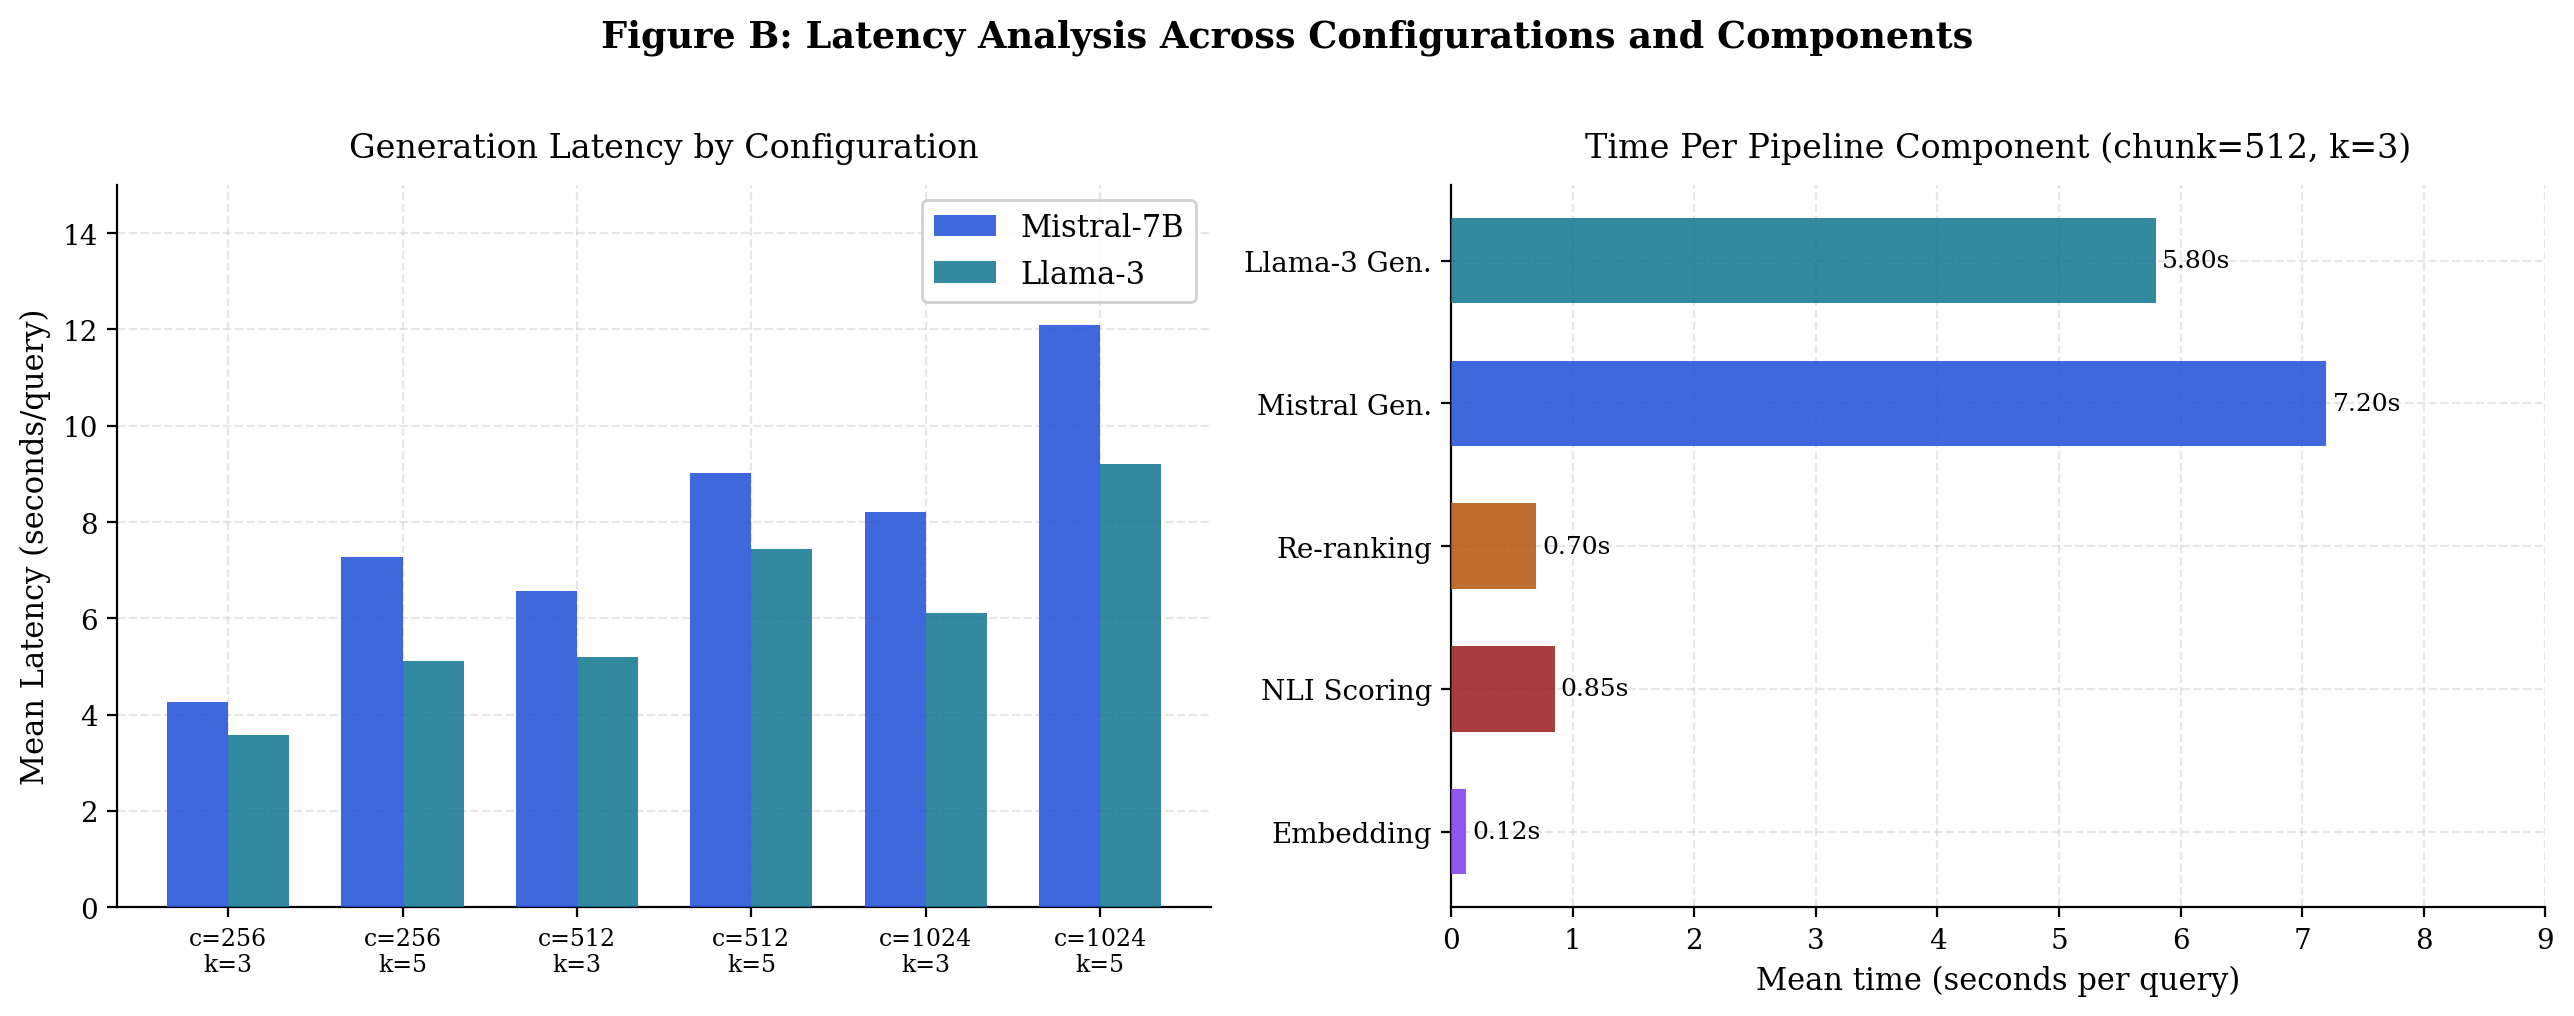 Figure B: Latency Analysis Across Configurations and Components
Generation Latency by Configuration
Mean Latency (seconds/query)
14
12
10
8
6
4
2
0
Mistral-7B
Llama-3
c=256
k=3
c=256
k=5
c=512
k=3
c=512
k=5
c=1024
k=3
c=1024
k=5
Time Per Pipeline Component (chunk=512, k=3)
Llama-3 Gen.
5.80s
Mistral Gen.
7.20s
Re-ranking
0.70s
NLI Scoring
0.85s
Embedding
0.12s
0 1 2 3 4 5 6 7 8 9
Mean time (seconds per query)